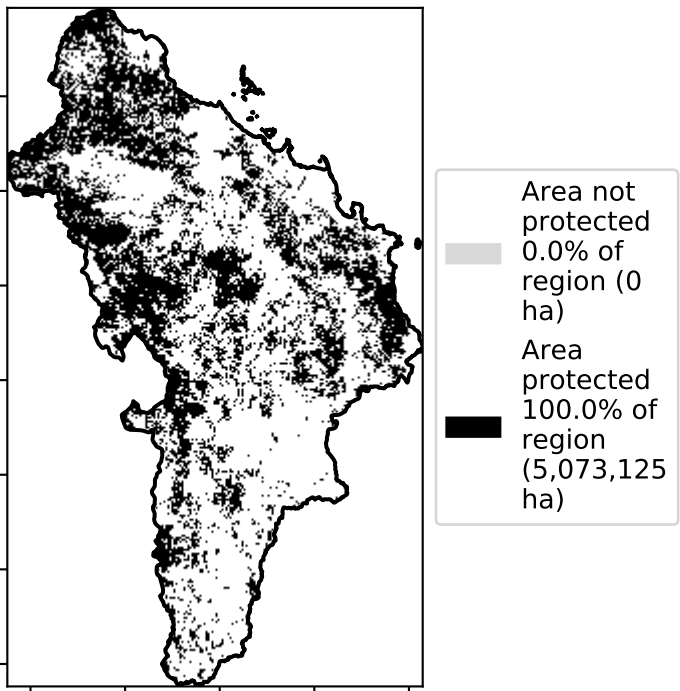 Area not
protected
0.0% of
region (0
ha)
Area
protected
100.0% of
region
(5,073,125
ha)